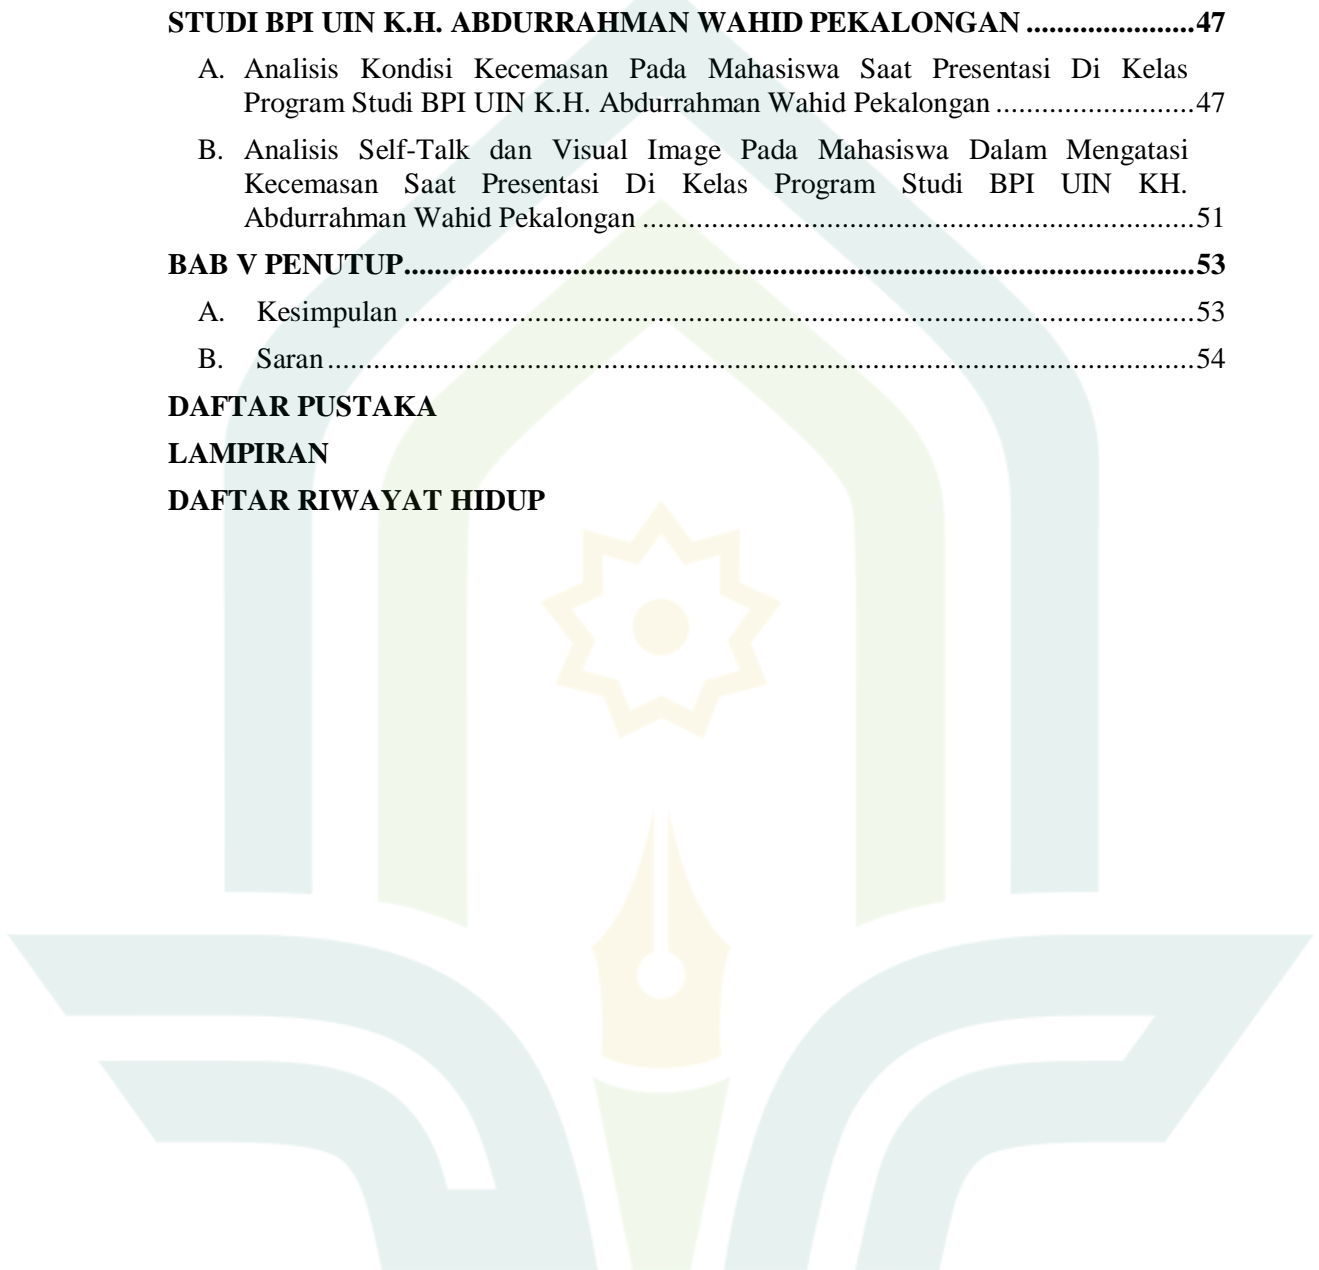 STUDI BPI UIN K.H. ABDURRAHMAN WAHID PEKALONGAN ......................47
A. Analisis Kondisi Kecemasan Pada Mahasiswa Saat Presentasi Di Kelas
Program Studi BPI UIN K.H. Abdurrahman Wahid Pekalongan ..........................47
B. Analisis Self-Talk dan Visual Image Pada Mahasiswa Dalam Mengatasi
Kecemasan Saat Presentasi Di Kelas Program Studi BPI UIN KH.
Abdurrahman Wahid Pekalongan .........................................................................51
BAB V PENUTUP........................................................................................................53
A. Kesimpulan ........................................................................................................53
B. Saran..................................................................................................................54
DAFTAR PUSTAKA
LAMPIRAN
DAFTAR RIWAYAT HIDUP